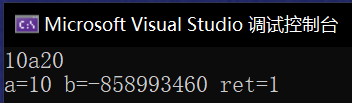 Microsoft Visual Studio 调试控制台
10a20
a=10 b=-858993460 ret=1